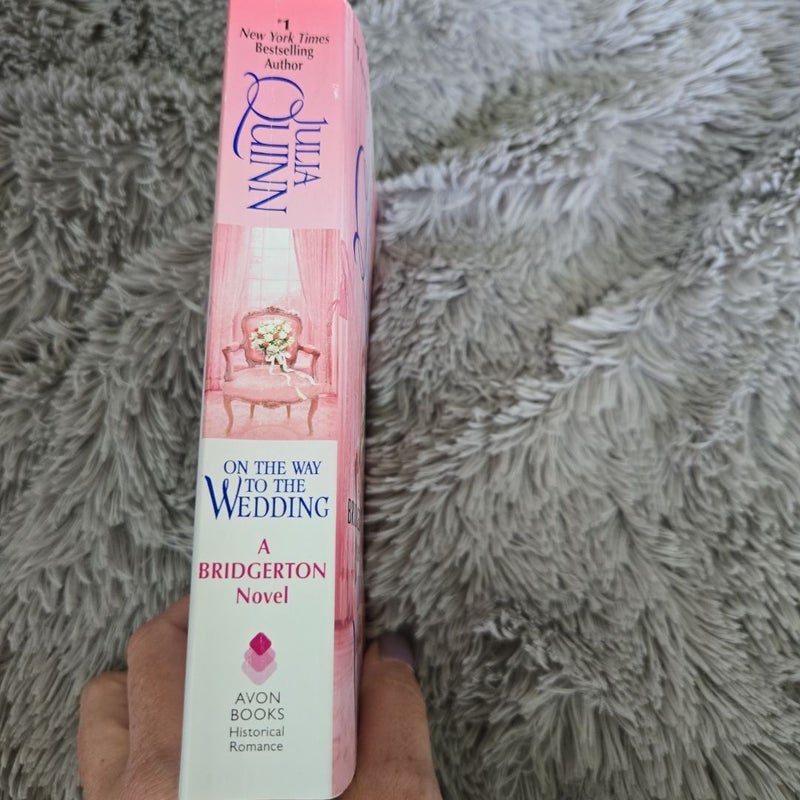 #1
New York Times
Bestselling
Author
JULIA
QUINN
ON THE WAY
TO THE
WEDDING
A
BRIDGERTON
Novel
AVON
BOOKS
Historical
Romance